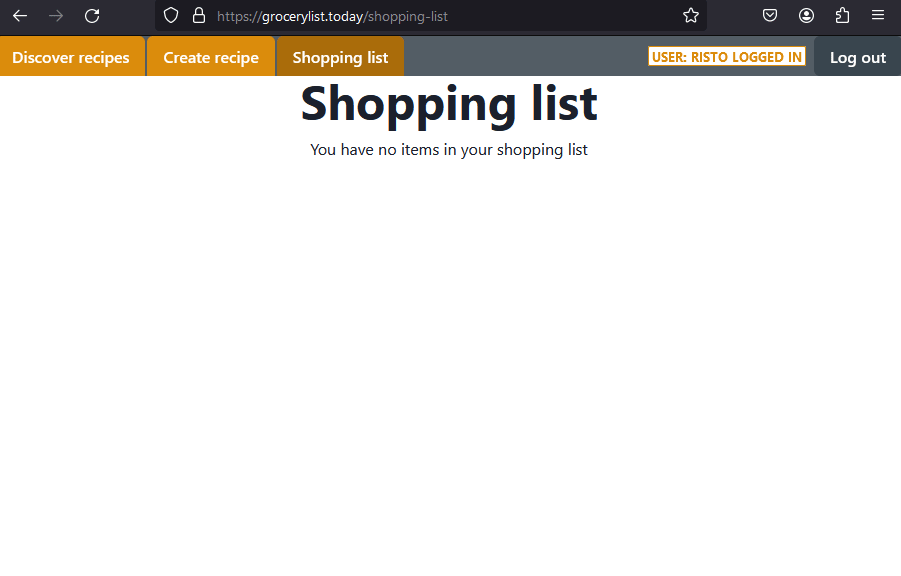 https://grocerylist.today/shopping-list
Discover recipes Create recipe Shopping list USER: RISTO LOGGED IN Log out
Shopping list
You have no items in your shopping list